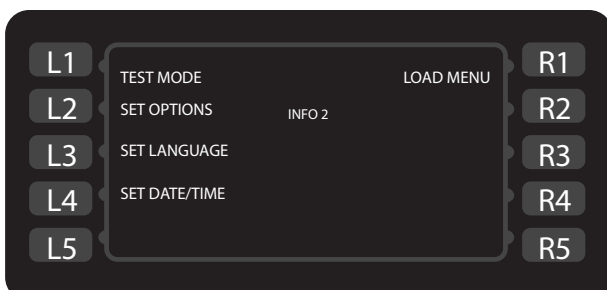 L1 R1
TEST MODE LOAD MENU
L2 SET OPTIONS INFO 2 R2
L3 SET LANGUAGE R3
L4 SET DATE/TIME R4
L5 R5